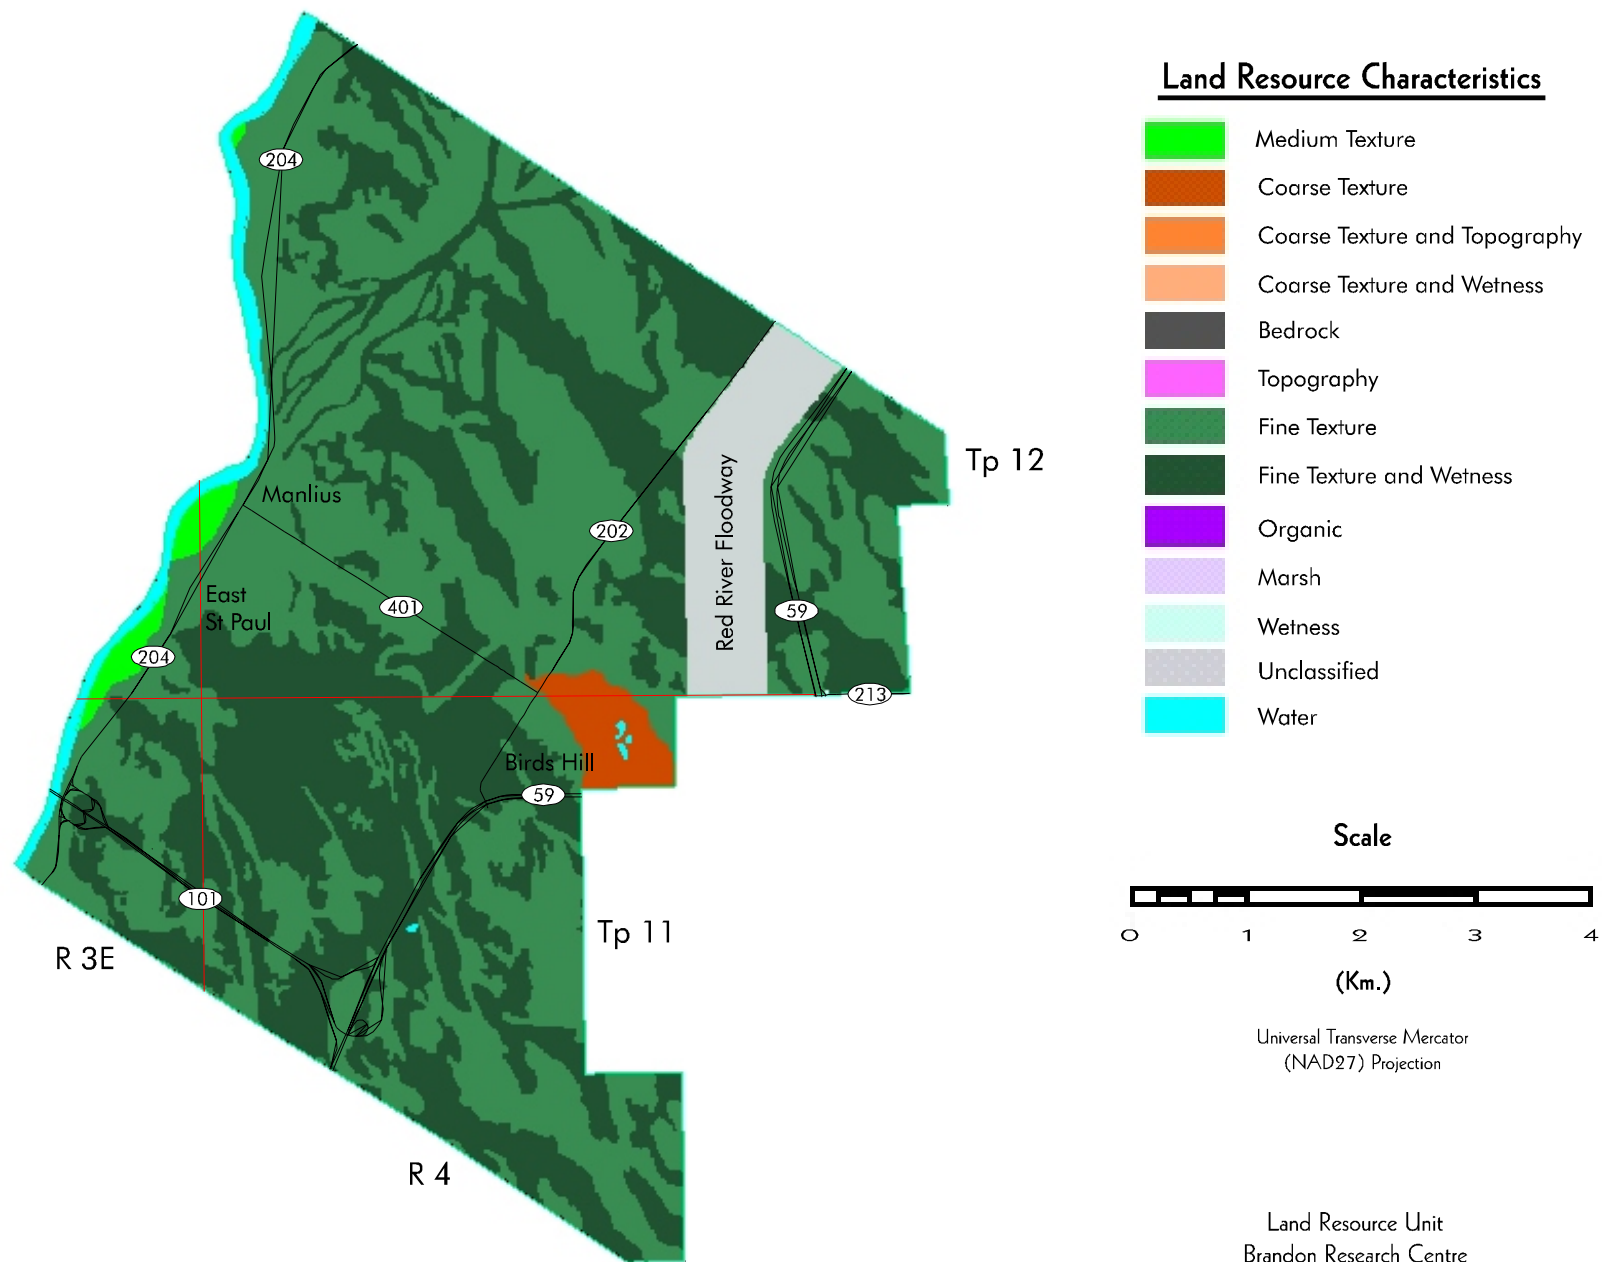 Land Resource Characteristics
Medium Texture
Coarse Texture
Coarse Texture and Topography
Coarse Texture and Wetness
Bedrock
Topography
Fine Texture
Fine Texture and Wetness
Organic
Marsh
Wetness
Unclassified
Water
204
Tp 12
Manlius
202
Red River Floodway
East
St Paul
401
59
204
213
Birds Hill
59
101
Tp 11
R 3E
R 4
Scale
0 1 2 3 4
(Km.)
Universal Transverse Mercator
(NAD27) Projection
Land Resource Unit
Brandon Research Centre